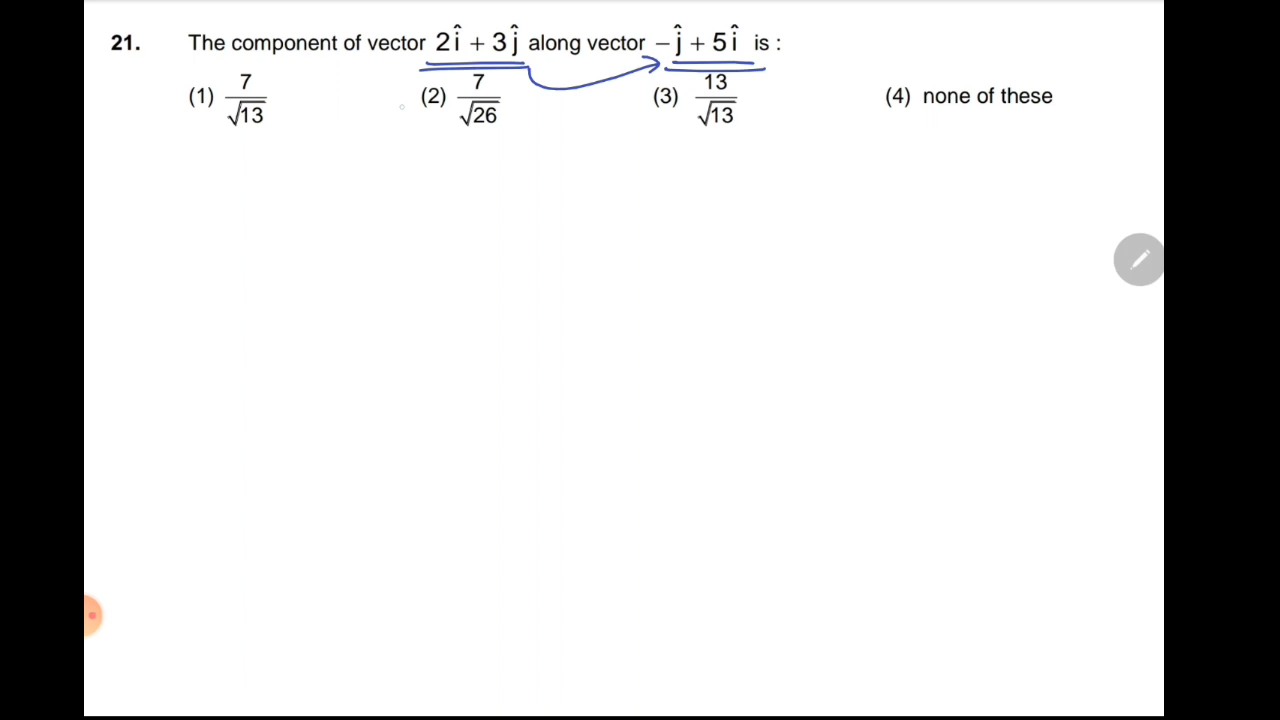 21. The component of vector 2î + 3ĵ along vector −ĵ + 5î is :
(1) 7/√13 (2) 7/√26 (3) 13/√13 (4) none of these